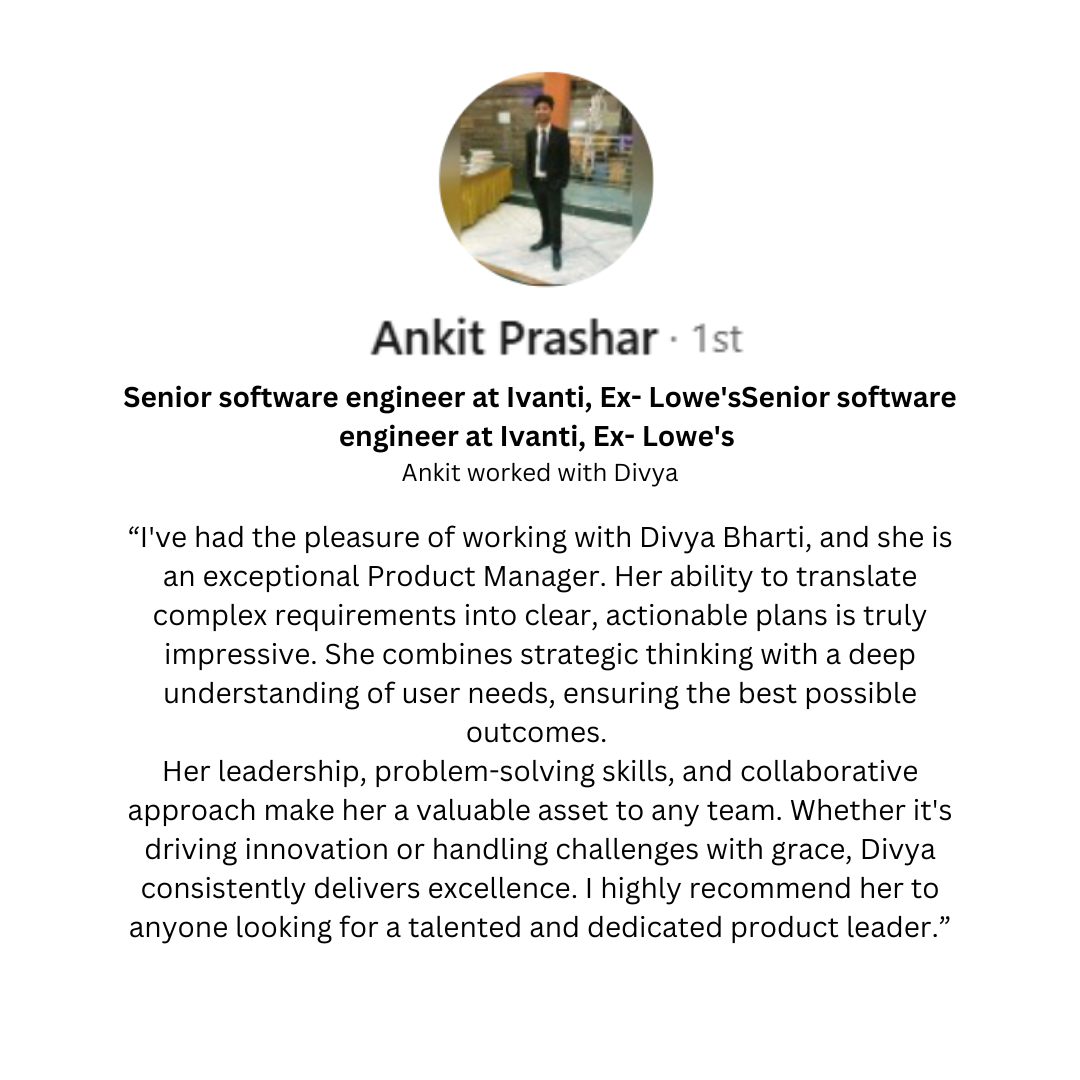 Ankit Prashar · 1st
Senior software engineer at Ivanti, Ex- Lowe'sSenior software
engineer at Ivanti, Ex- Lowe's
Ankit worked with Divya
“I've had the pleasure of working with Divya Bharti, and she is
an exceptional Product Manager. Her ability to translate
complex requirements into clear, actionable plans is truly
impressive. She combines strategic thinking with a deep
understanding of user needs, ensuring the best possible
outcomes.
Her leadership, problem-solving skills, and collaborative
approach make her a valuable asset to any team. Whether it's
driving innovation or handling challenges with grace, Divya
consistently delivers excellence. I highly recommend her to
anyone looking for a talented and dedicated product leader.”